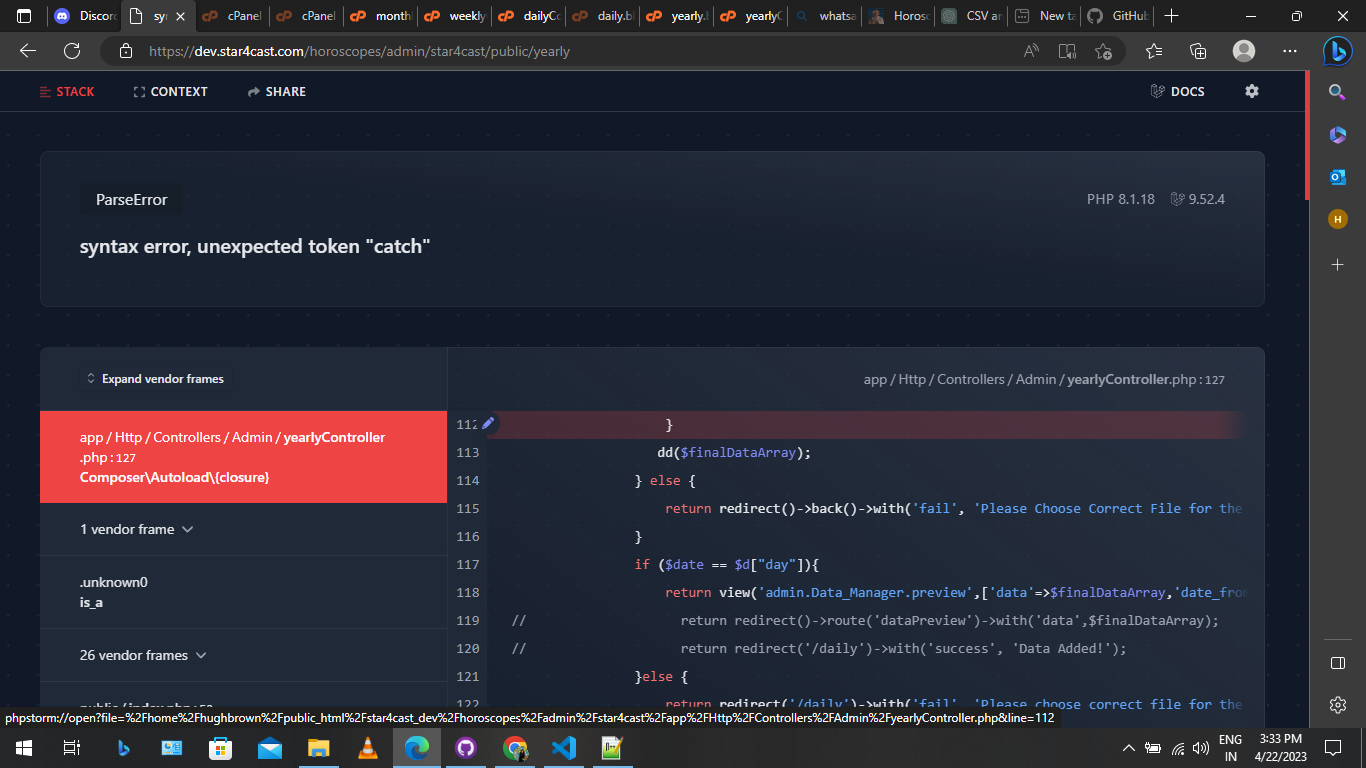 Discord
sy
cPanel
cPanel
month
weekly
dailyCo
daily.bl
yearly.b
yearlyC
whatsa
Horosc
CSV an
New ta
GitHub
https://dev.star4cast.com/horoscopes/admin/star4cast/public/yearly
STACK
CONTEXT
SHARE
DOCS
ParseError
PHP 8.1.18
9.52.4
syntax error, unexpected token "catch"
Expand vendor frames
app / Http / Controllers / Admin / yearlyController.php : 127
app / Http / Controllers / Admin / yearlyController
.php : 127
Composer\Autoload\{closure}
1 vendor frame
.unknown0
is_a
26 vendor frames
112 }
113 dd($finalDataArray);
114 } else {
115 return redirect()->back()->with('fail', 'Please Choose Correct File for the
116 }
117 if ($date == $d["day"]){
118 return view('admin.Data_Manager.preview',['data'=>$finalDataArray,'date_from
119 // return redirect()->route('dataPreview')->with('data',$finalDataArray);
120 // return redirect('/daily')->with('success', 'Data Added!');
121 }else {
122 return redirect('/daily')->with('fail', 'Please choose correct file for the
phpstorm://open?file=%2Fhome%2Fhughbrown%2Fpublic_html%2Fstar4cast_dev%2Fhoroscopes%2Fadmin%2Fstar4cast%2Fapp%2FHttp%2FControllers%2FAdmin%2FyearlyController.php&line=112
H
ENG
IN
3:33 PM
4/22/2023